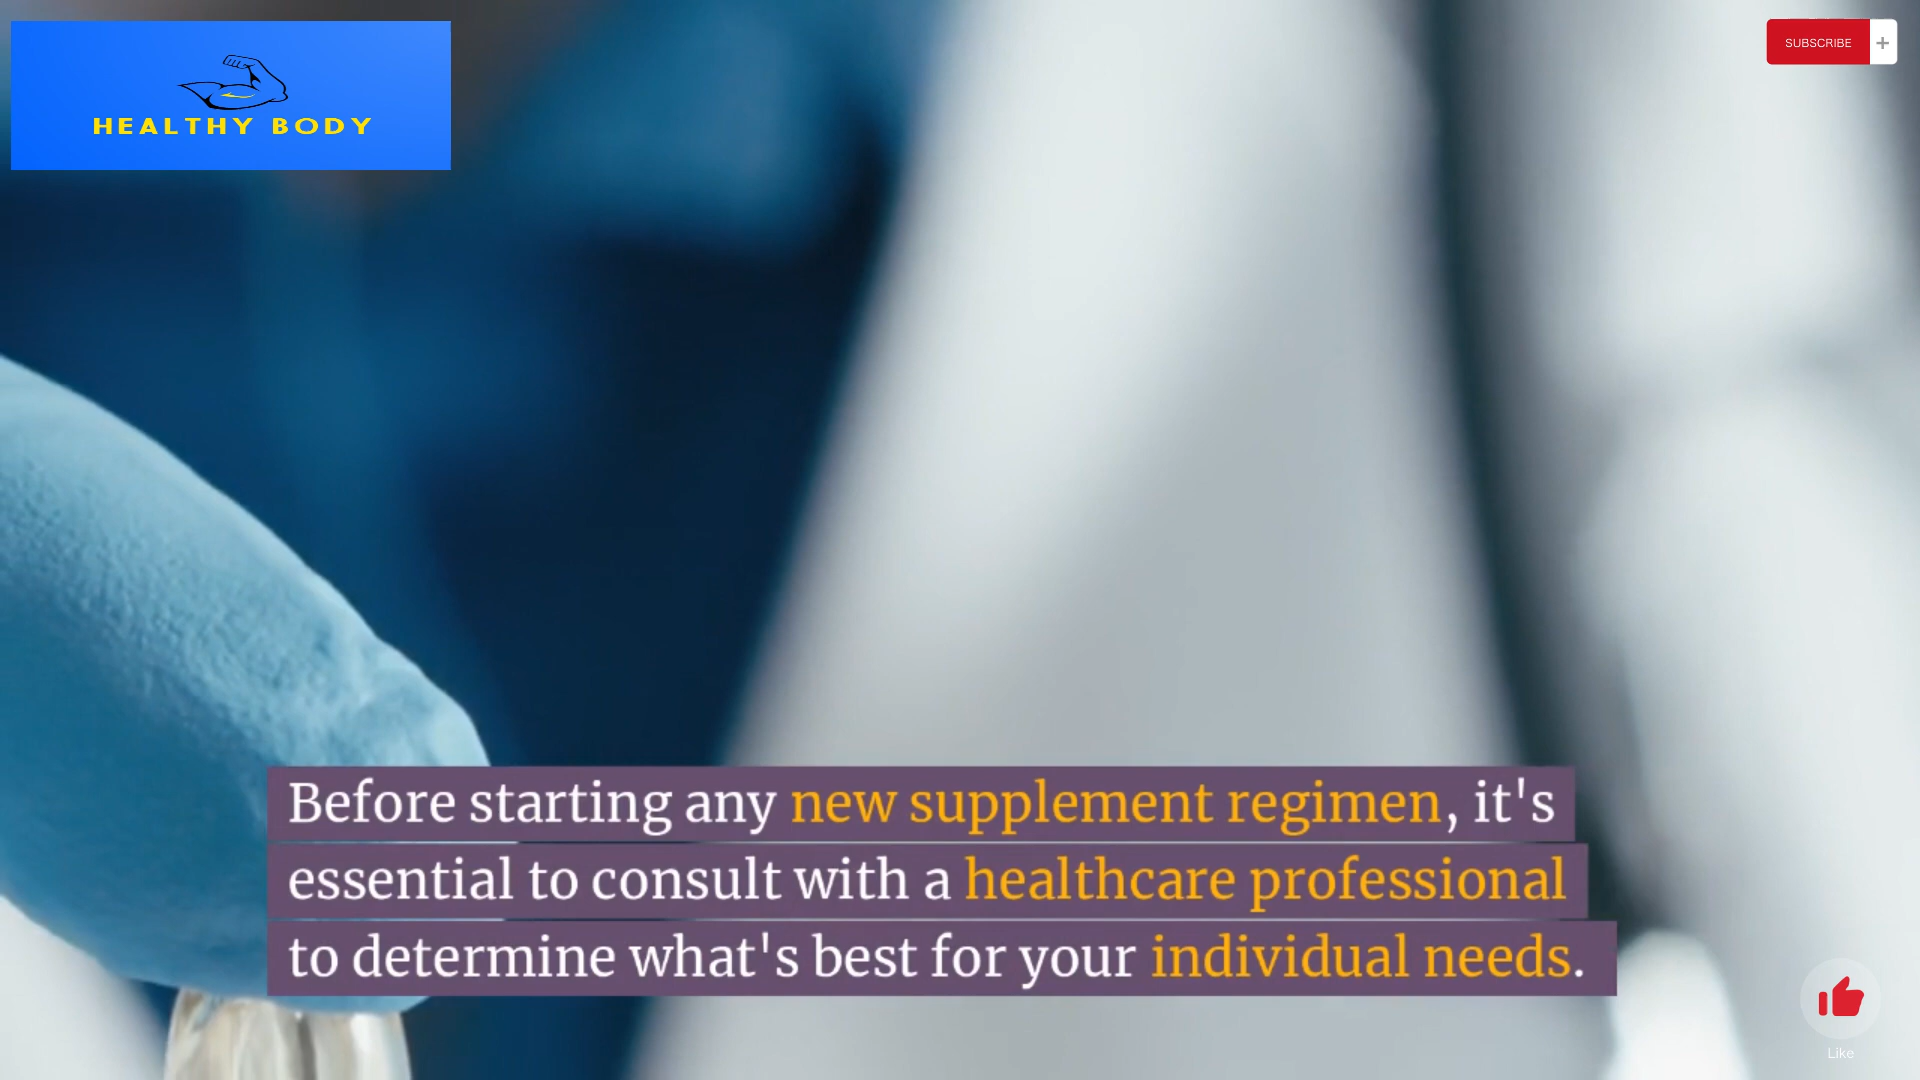 HEALTHY BODY
SUBSCRIBE
Before starting any new supplement regimen, it's
essential to consult with a healthcare professional
to determine what's best for your individual needs.
Like